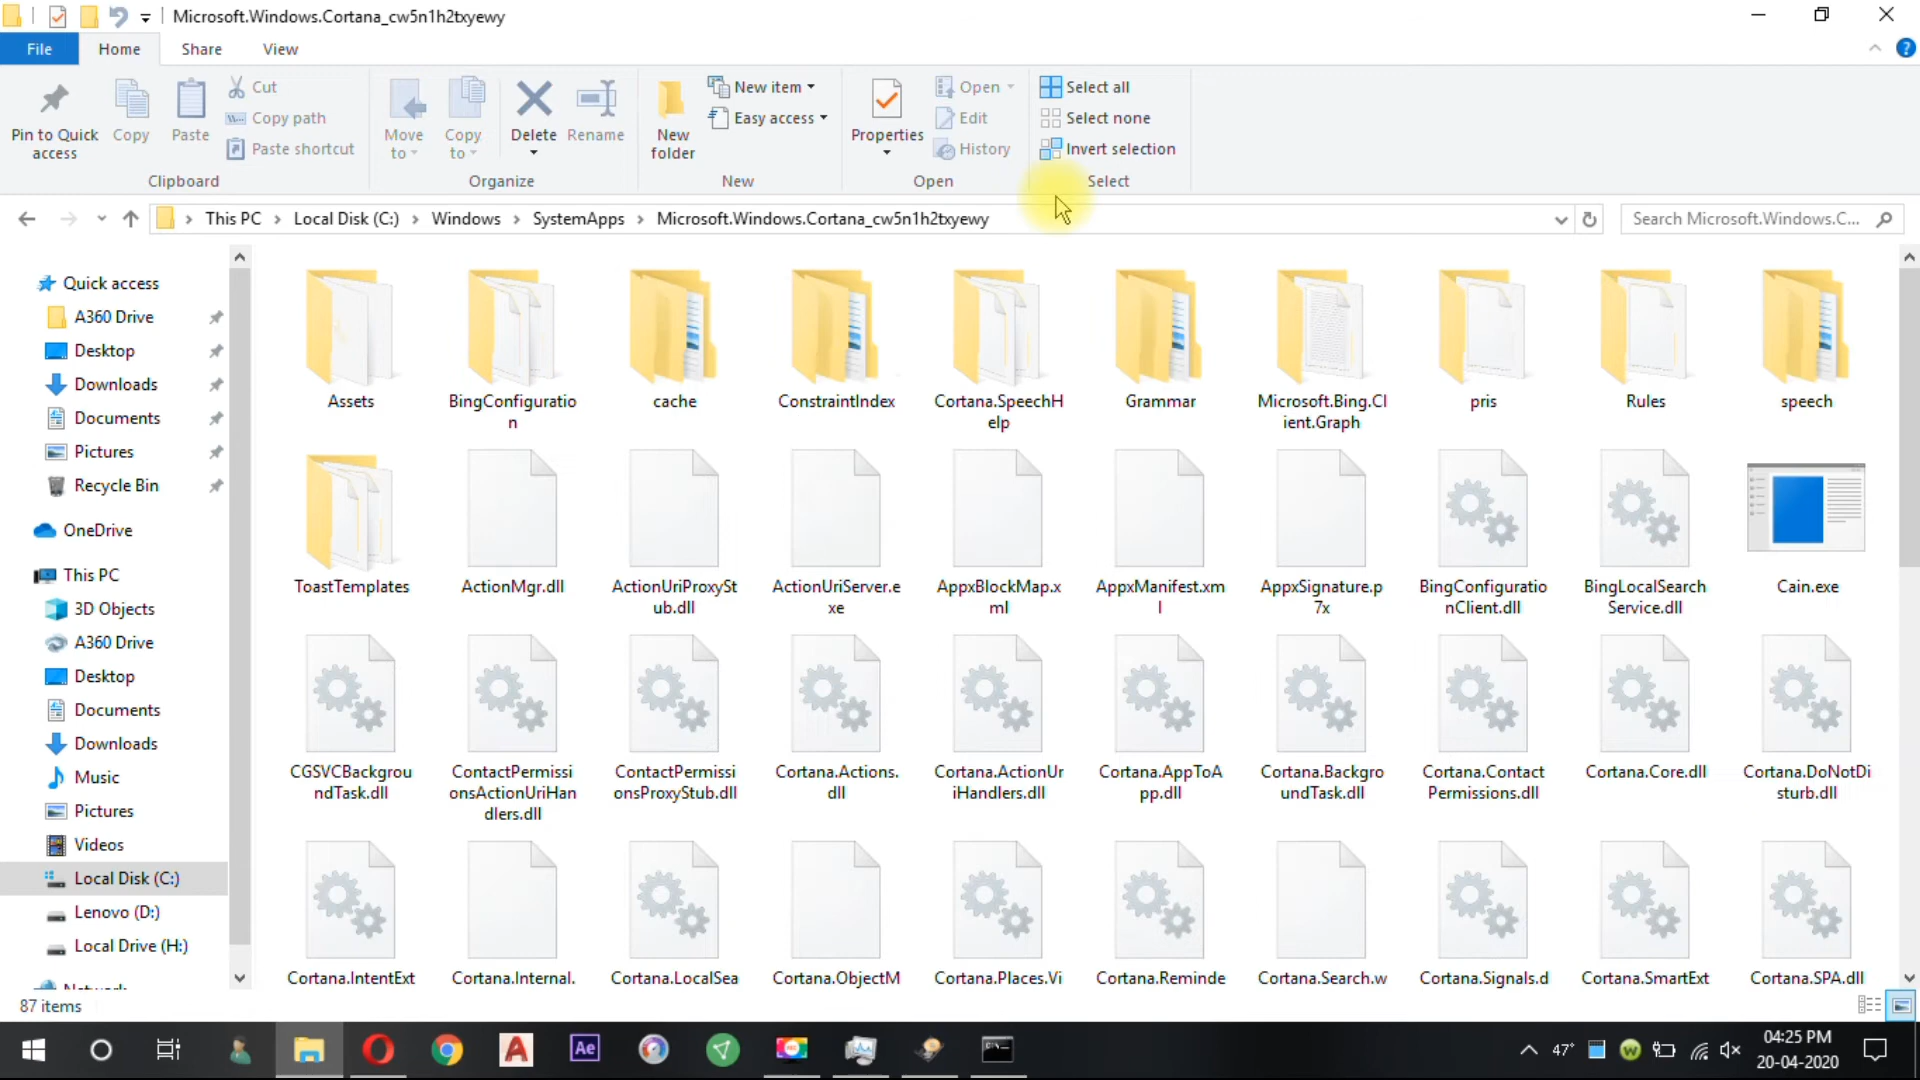 Microsoft.Windows.Cortana_cw5n1h2txyewy
File Home Share View
Pin to Quick access
Copy
Paste
Cut
Copy path
Paste shortcut
Clipboard
Move to
Copy to
Delete
Rename
Organize
New folder
New item
Easy access
New
Properties
Open
Edit
History
Open
Select all
Select none
Invert selection
Select
This PC > Local Disk (C:) > Windows > SystemApps > Microsoft.Windows.Cortana_cw5n1h2txyewy
Search Microsoft.Windows.C...
Quick access
A360 Drive
Desktop
Downloads
Documents
Pictures
Recycle Bin
OneDrive
This PC
3D Objects
A360 Drive
Desktop
Documents
Downloads
Music
Pictures
Videos
Local Disk (C:)
Lenovo (D:)
Local Drive (H:)
Assets
BingConfiguratio
n
cache
ConstraintIndex
Cortana.SpeechH
elp
Grammar
Microsoft.Bing.Cl
ient.Graph
pris
Rules
speech
ToastTemplates
ActionMgr.dll
ActionUriProxySt
ub.dll
ActionUriServer.e
xe
AppxBlockMap.x
ml
AppxManifest.xm
l
AppxSignature.p
7x
BingConfiguratio
nClient.dll
BingLocalSearch
Service.dll
Cain.exe
CGSVCBackgrou
ndTask.dll
ContactPermissi
onsActionUriHan
dlers.dll
ContactPermissi
onsProxyStub.dll
Cortana.Actions.
dll
Cortana.ActionUr
iHandlers.dll
Cortana.AppToA
pp.dll
Cortana.Backgro
undTask.dll
Cortana.Contact
Permissions.dll
Cortana.Core.dll
Cortana.DoNotDi
sturb.dll
Cortana.IntentExt
Cortana.Internal.
Cortana.LocalSea
Cortana.ObjectM
Cortana.Places.Vi
Cortana.Reminde
Cortana.Search.w
Cortana.Signals.d
Cortana.SmartExt
Cortana.SPA.dll
87 items
Ae
47°
04:25 PM
20-04-2020